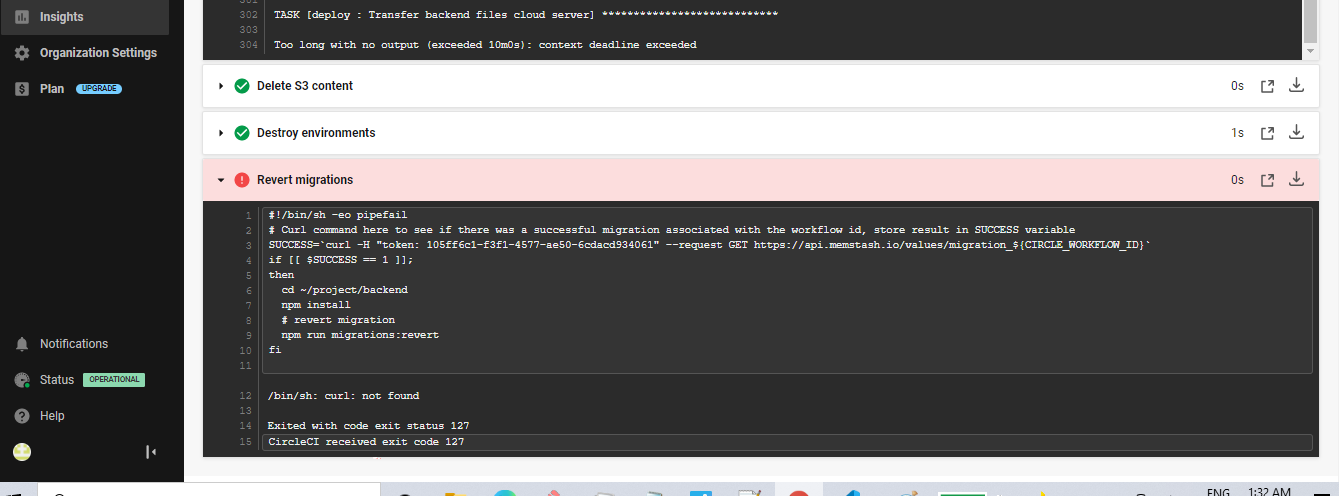 Insights
Organization Settings
Plan UPGRADE
Notifications
Status OPERATIONAL
Help
302 TASK [deploy : Transfer backend files cloud server] ****************************
303
304 Too long with no output (exceeded 10m0s): context deadline exceeded
Delete S3 content 0s
Destroy environments 1s
Revert migrations 0s
1 #!/bin/sh -eo pipefail
2 # Curl command here to see if there was a successful migration associated with the workflow id, store result in SUCCESS variable
3 SUCCESS=`curl -H "token: 105ff6c1-f3f1-4577-ae50-6cdacd934061" --request GET https://api.memstash.io/values/migration_${CIRCLE_WORKFLOW_ID}`
4 if [[ $SUCCESS == 1 ]];
5 then
6 cd ~/project/backend
7 npm install
8 # revert migration
9 npm run migrations:revert
10 fi
11
12 /bin/sh: curl: not found
13
14 Exited with code exit status 127
15 CircleCI received exit code 127
ENG 1:32 AM